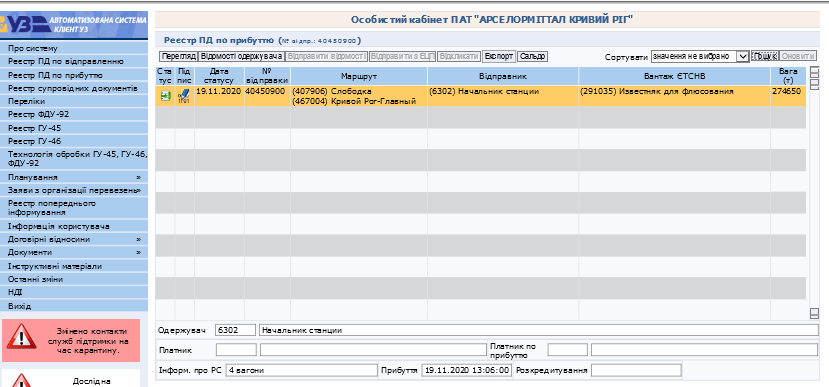 УЗ АВТОМАТИЗОВАНА СИСТЕМА
КЛІЄНТ УЗ
Про систему
Реєстр ПД по відправленню
Реєстр ПД по прибуттю
Реєстр супровідних документів
Переліки
Реєстр ФДУ-92
Реєстр ГУ-45
Реєстр ГУ-46
Технологія обробки ГУ-45, ГУ-46,
ФДУ-92
Планування »
Заяви з організації перевезень»
Реєстр попереднього
інформування
Інформація користувача
Договірні відносини »
Документи »
Інструктивні матеріали
Останні зміни
НДІ
Вихід
Змінено контакти
служб підтримки на
час карантину.
Дослідна
Особистий кабінет ПАТ "АРСЕЛОРМІТТАЛ КРИВИЙ РІГ"
Реєстр ПД по прибуттю (№ відпр.: 40450900)
Перегляд Відомості одержувача Відправити відомості Відправити з ЕЦП Відкликати Експорт Сальдо Сортувати значення не вибрано Пошук Оновити
Ста Під Дата № Маршрут Відправник Вантаж ЄТСНВ Вага
тус пис статусу відправки (т)
19.11.2020 40450900 (407906) Слободка (6302) Начальник станции (291035) Известняк для флюсования 274650
(467004) Кривой Рог-Главный
Одержувач 6302 Начальник станции
Платник Платник по
прибуттю
Інформ. про РС 4 вагони Прибуття 19.11.2020 13:06:00 Розкредитування